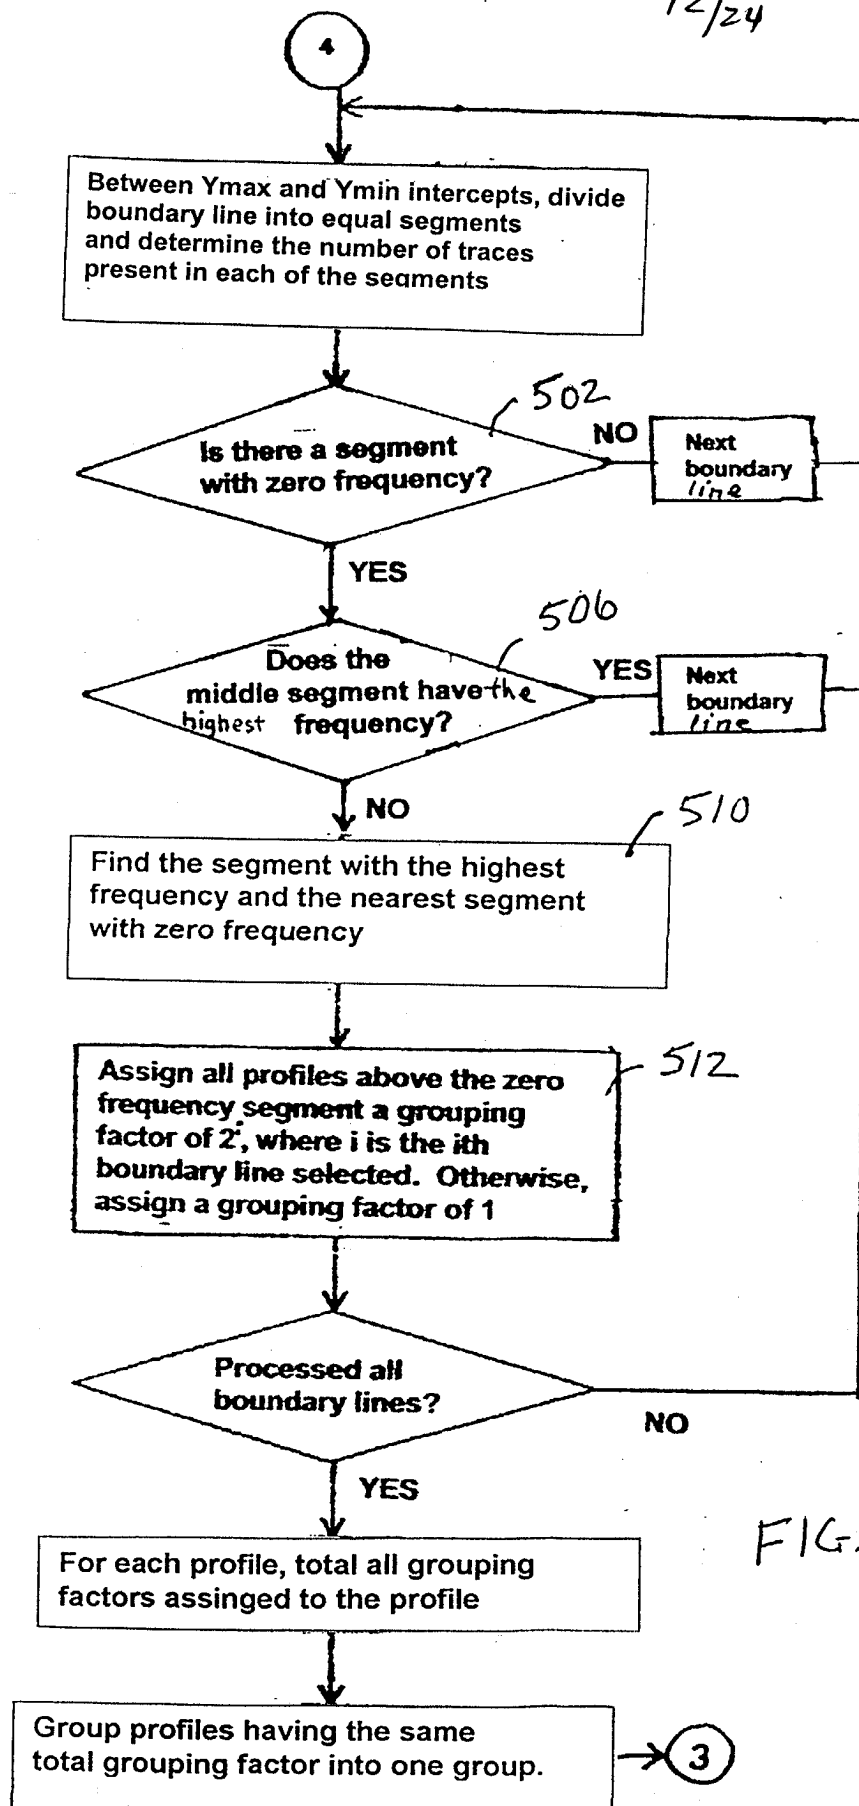 12/24
4
Between Ymax and Ymin intercepts, divide
boundary line into equal segments
and determine the number of traces
present in each of the segments
502
Is there a segment
with zero frequency?
NO
Next
boundary
line
YES
506
Does the
middle segment have the
highest frequency?
YES
Next
boundary
line
NO
510
Find the segment with the highest
frequency and the nearest segment
with zero frequency
512
Assign all profiles above the zero
frequency segment a grouping
factor of 2ⁱ, where i is the ith
boundary line selected. Otherwise,
assign a grouping factor of 1
Processed all
boundary lines?
NO
YES
FIG.
For each profile, total all grouping
factors assinged to the profile
Group profiles having the same
total grouping factor into one group.
3